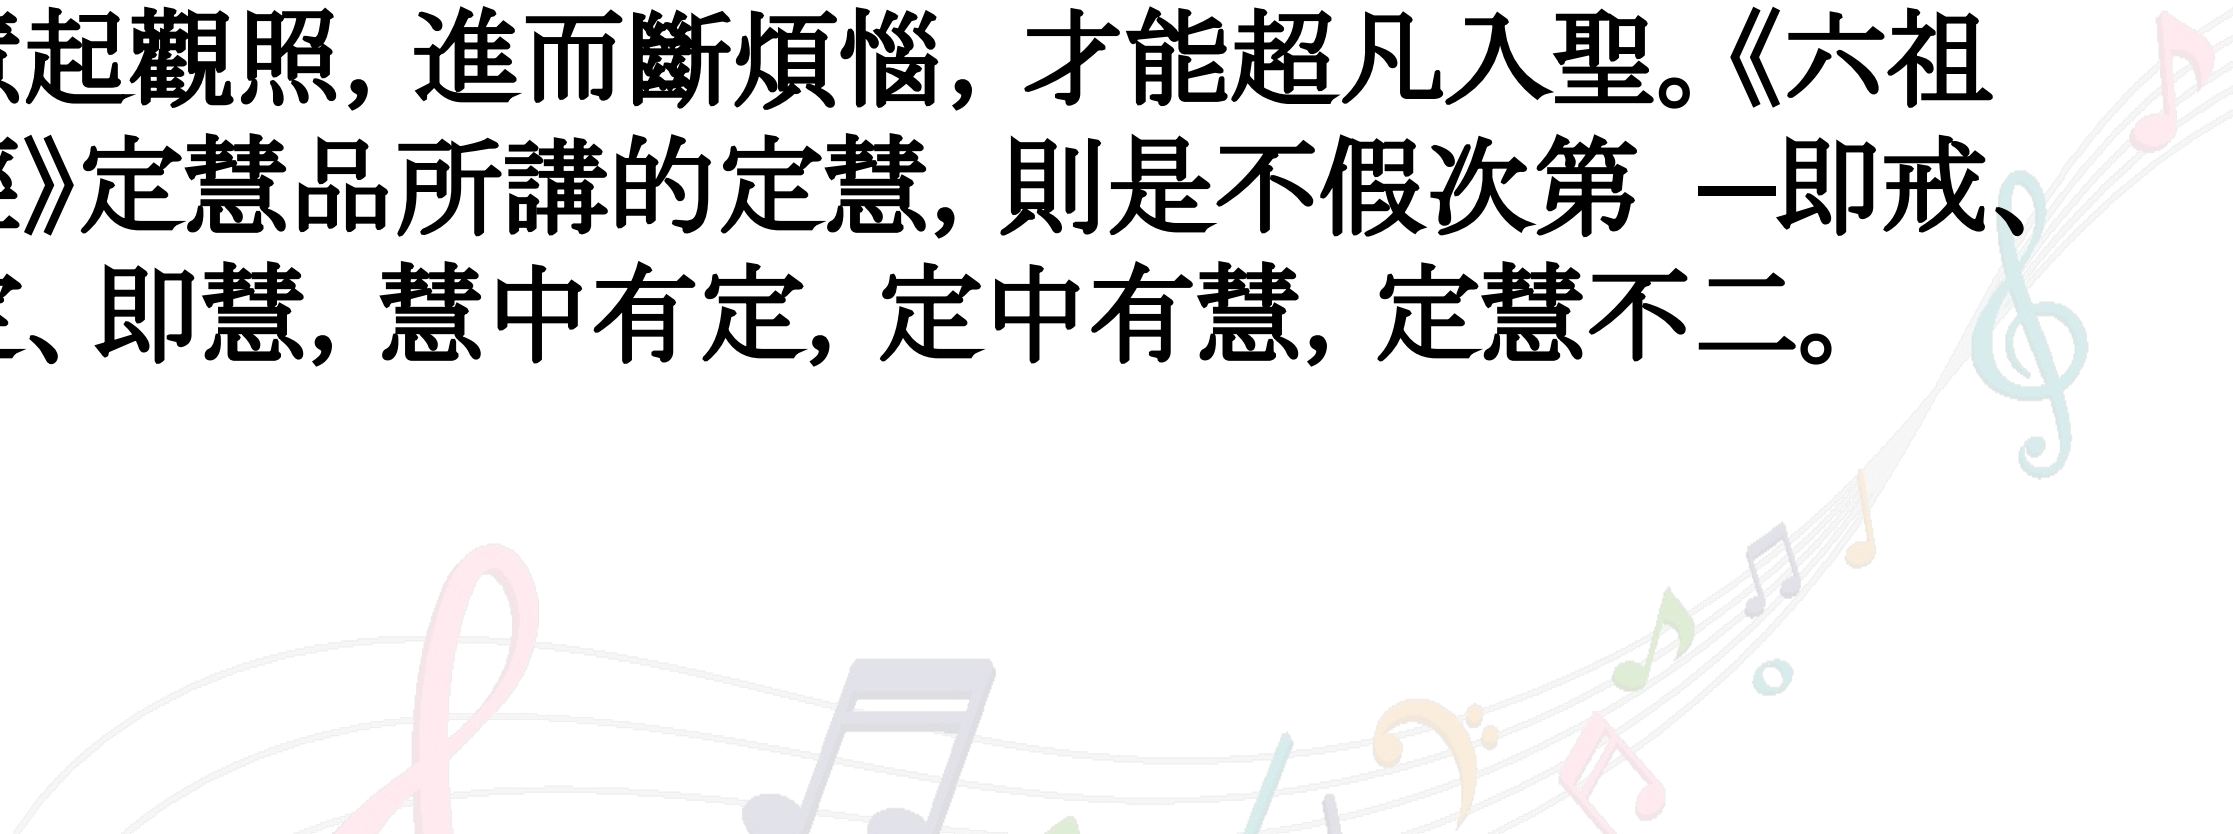 起觀照，進而斷煩惱，才能超凡入聖。《六祖
》定慧品所講的定慧，則是不假次第 —即戒、
、即慧，慧中有定，定中有慧，定慧不二。